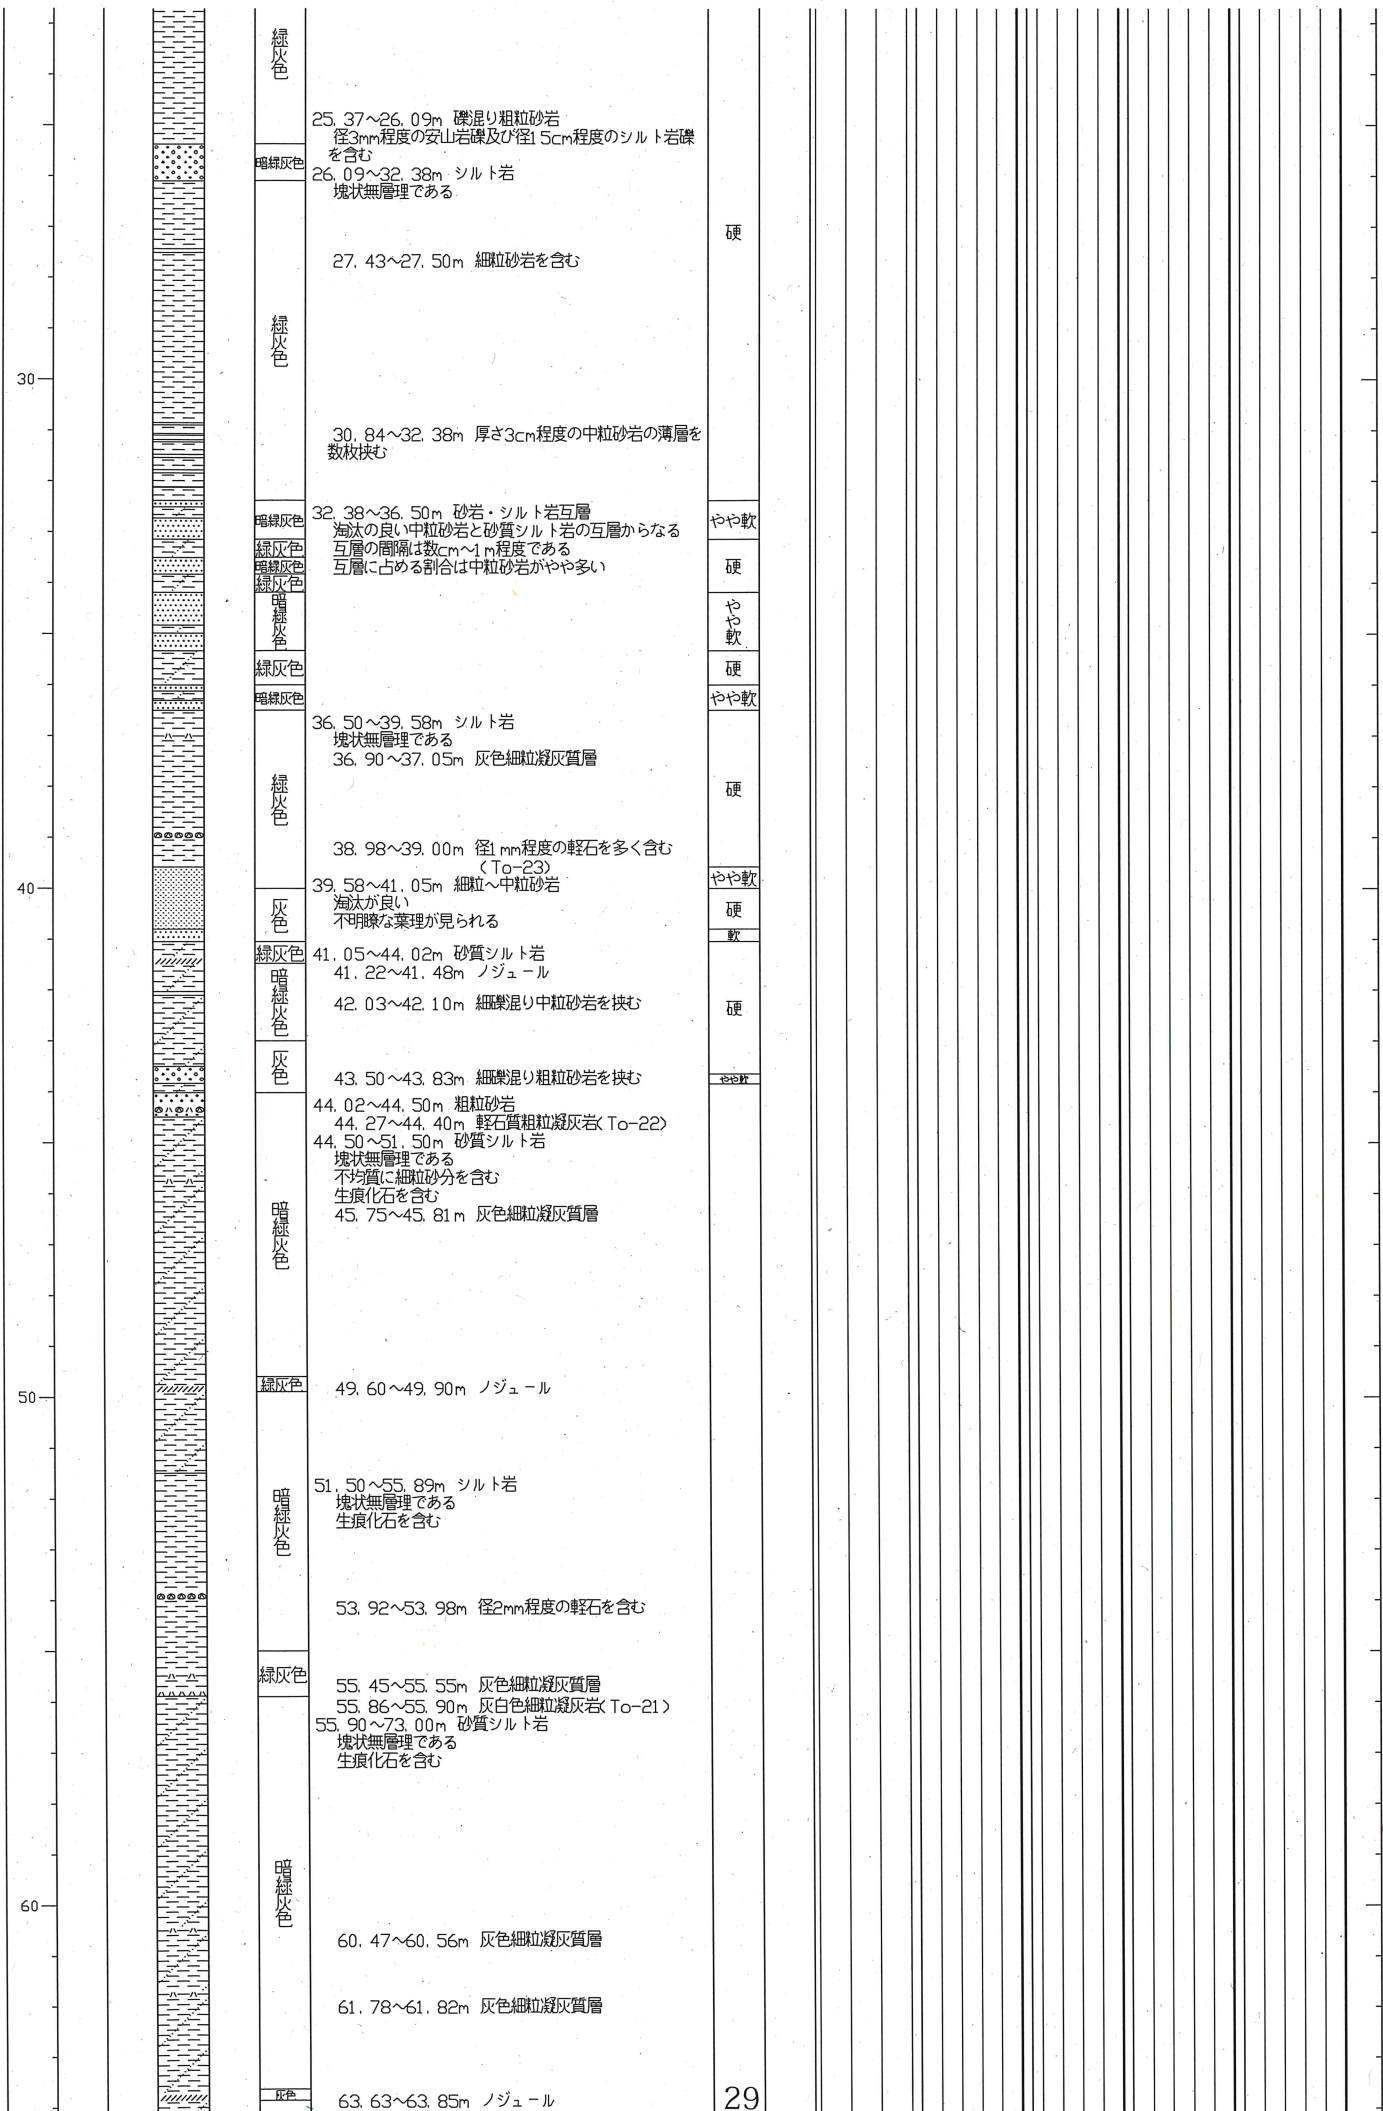 緑灰色
25.37～26.09m 礫混り粗粒砂岩
径3mm程度の安山岩礫及び径15cm程度のシルト岩礫
を含む
暗緑灰色
26.09～32.38m シルト岩
塊状無層理である
硬
27.43～27.50m 細粒砂岩を含む
緑灰色
30
30.84～32.38m 厚さ3cm程度の中粒砂岩の薄層を
数枚挟む
32.38～36.50m 砂岩・シルト岩互層
暗緑灰色
やや軟
淘汰の良い中粒砂岩と砂質シルト岩の互層からなる
緑灰色
互層の間隔は数cm～1m程度である
暗緑灰色
互層に占める割合は中粒砂岩がやや多い
硬
緑灰色
暗緑灰色
やや軟
緑灰色
硬
暗緑灰色
やや軟
36.50～39.58m シルト岩
塊状無層理である
36.90～37.05m 灰色細粒凝灰質層
緑灰色
硬
38.98～39.00m 径1mm程度の軽石を多く含む
(To-23)
やや軟
40
39.58～41.05m 細粒～中粒砂岩
淘汰が良い
灰色
硬
不明瞭な葉理が見られる
軟
緑灰色
41.05～44.02m 砂質シルト岩
41.22～41.48m ノジュール
暗緑灰色
42.03～42.10m 細礫混り中粒砂岩を挟む
硬
灰色
43.50～43.83m 細礫混り粗粒砂岩を挟む
やや軟
44.02～44.50m 粗粒砂岩
44.27～44.40m 軽石質粗粒凝灰岩(To-22)
44.50～51.50m 砂質シルト岩
塊状無層理である
不均質に細粒砂分を含む
生痕化石を含む
45.75～45.81m 灰色細粒凝灰質層
暗緑灰色
緑灰色
49.60～49.90m ノジュール
50
51.50～55.89m シルト岩
塊状無層理である
生痕化石を含む
暗緑灰色
53.92～53.98m 径2mm程度の軽石を含む
緑灰色
55.45～55.55m 灰色細粒凝灰質層
55.86～55.90m 灰白色細粒凝灰岩(To-21)
55.90～73.00m 砂質シルト岩
塊状無層理である
生痕化石を含む
暗緑灰色
60
60.47～60.56m 灰色細粒凝灰質層
61.78～61.82m 灰色細粒凝灰質層
灰色
63.63～63.85m ノジュール
29